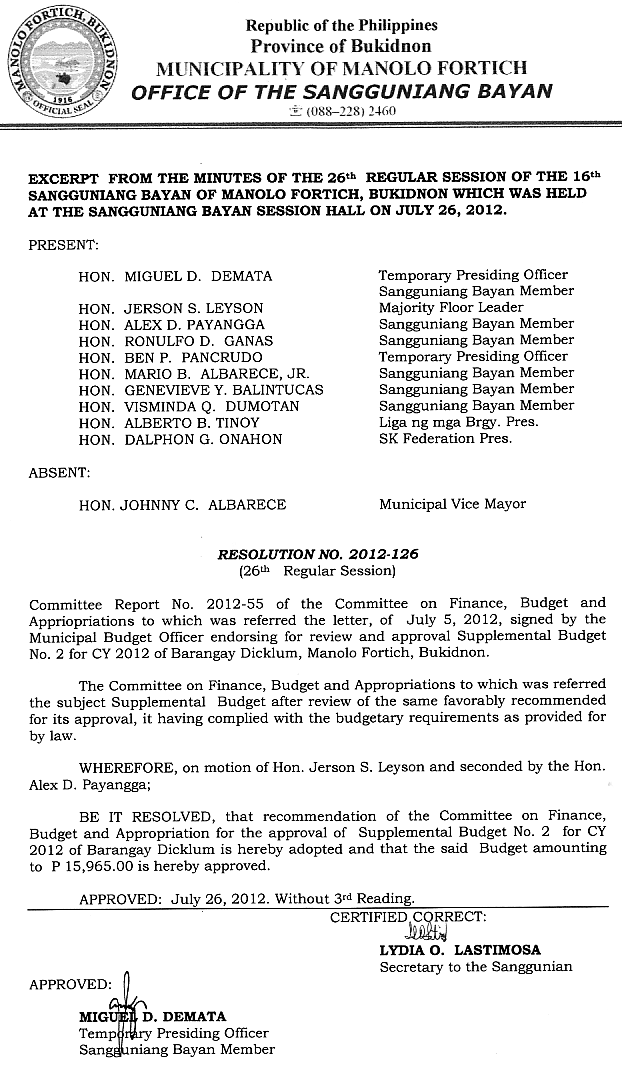 MANOLO FORTICH, BUKIDNON
1916
OFFICIAL SEAL
Republic of the Philippines
Province of Bukidnon
MUNICIPALITY OF MANOLO FORTICH
OFFICE OF THE SANGGUNIANG BAYAN
☏ (088–228) 2460
EXCERPT FROM THE MINUTES OF THE 26th REGULAR SESSION OF THE 16th
SANGGUNIANG BAYAN OF MANOLO FORTICH, BUKIDNON WHICH WAS HELD
AT THE SANGGUNIANG BAYAN SESSION HALL ON JULY 26, 2012.
PRESENT:
HON. MIGUEL D. DEMATA Temporary Presiding Officer
Sangguniang Bayan Member
HON. JERSON S. LEYSON Majority Floor Leader
HON. ALEX D. PAYANGGA Sangguniang Bayan Member
HON. RONULFO D. GANAS Sangguniang Bayan Member
HON. BEN P. PANCRUDO Temporary Presiding Officer
HON. MARIO B. ALBARECE, JR. Sangguniang Bayan Member
HON. GENEVIEVE Y. BALINTUCAS Sangguniang Bayan Member
HON. VISMINDA Q. DUMOTAN Sangguniang Bayan Member
HON. ALBERTO B. TINOY Liga ng mga Brgy. Pres.
HON. DALPHON G. ONAHON SK Federation Pres.
ABSENT:
HON. JOHNNY C. ALBARECE Municipal Vice Mayor
RESOLUTION NO. 2012-126
(26th Regular Session)
Committee Report No. 2012-55 of the Committee on Finance, Budget and
Appriopriations to which was referred the letter, of July 5, 2012, signed by the
Municipal Budget Officer endorsing for review and approval Supplemental Budget
No. 2 for CY 2012 of Barangay Dicklum, Manolo Fortich, Bukidnon.
The Committee on Finance, Budget and Appropriations to which was referred
the subject Supplemental Budget after review of the same favorably recommended
for its approval, it having complied with the budgetary requirements as provided for
by law.
WHEREFORE, on motion of Hon. Jerson S. Leyson and seconded by the Hon.
Alex D. Payangga;
BE IT RESOLVED, that recommendation of the Committee on Finance,
Budget and Appropriation for the approval of Supplemental Budget No. 2 for CY
2012 of Barangay Dicklum is hereby adopted and that the said Budget amounting
to P 15,965.00 is hereby approved.
APPROVED: July 26, 2012. Without 3rd Reading.
CERTIFIED CORRECT:
LYDIA O. LASTIMOSA
Secretary to the Sanggunian
APPROVED:
MIGUEL D. DEMATA
Temporary Presiding Officer
Sangguniang Bayan Member